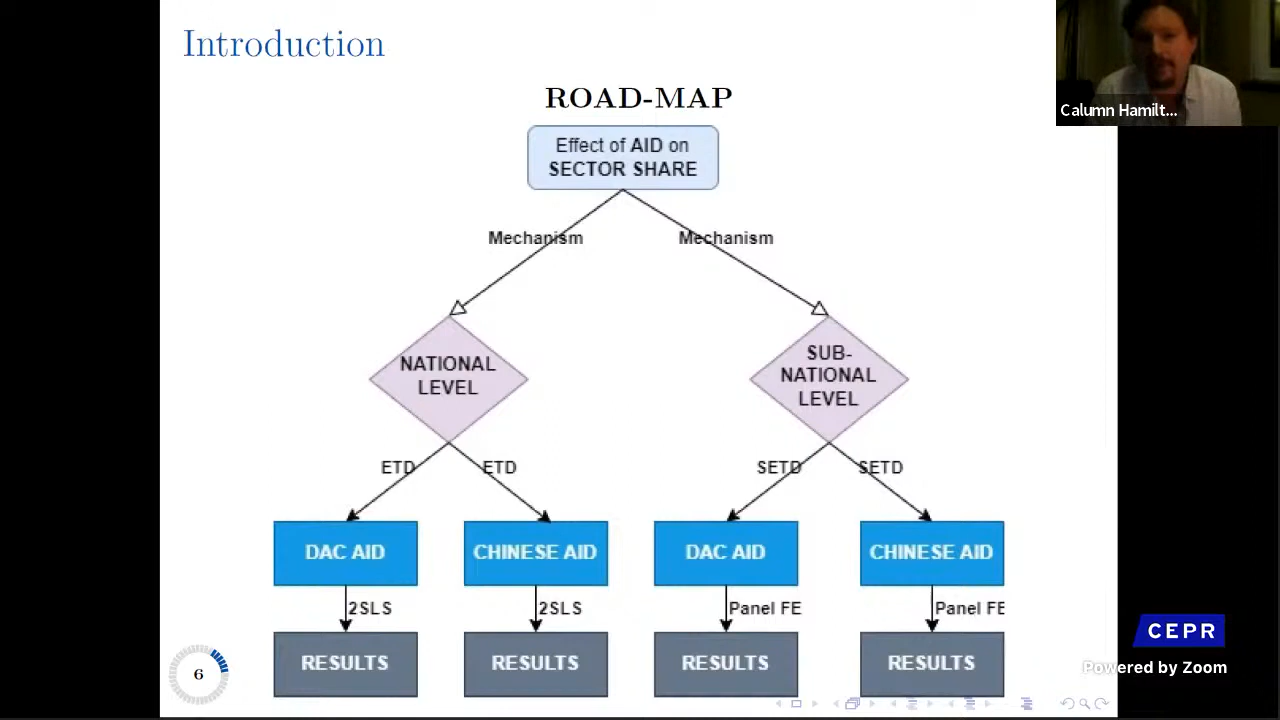 Introduction
ROAD-MAP
Calumn Hamilt...
Effect of AID on
SECTOR SHARE
Mechanism
Mechanism
NATIONAL
LEVEL
SUB-
NATIONAL
LEVEL
ETD
ETD
SETD
SETD
DAC AID
CHINESE AID
DAC AID
CHINESE AID
2SLS
2SLS
Panel FE
Panel FE
RESULTS
RESULTS
RESULTS
RESULTS
6
CEPR
Powered by Zoom